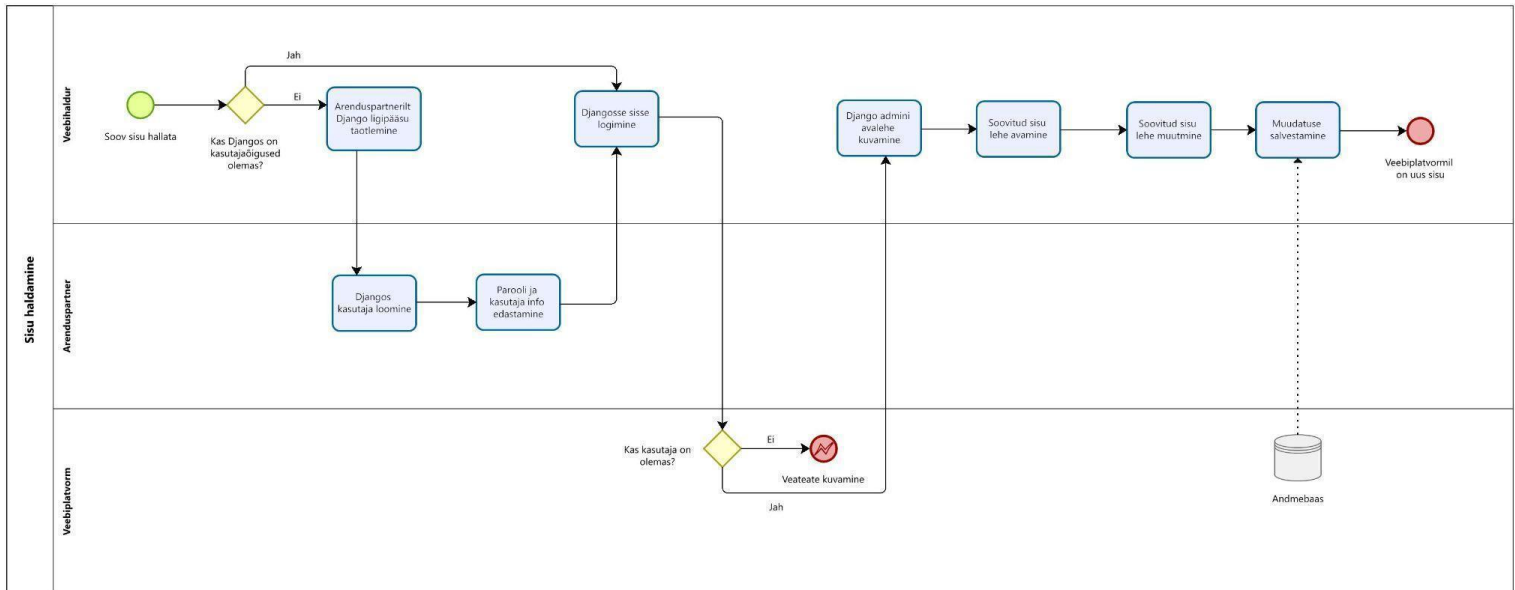 Sisu haldamine
Veebihaldur
Soov sisu hallata
Jah
Ei
Kas Djangos on
kasutajaõigused
olemas?
Arenduspartnerilt
Django ligipääsu
taotlemine
Djangosse sisse
logimine
Django admini
avalehe
kuvamine
Soovitud sisu
lehe avamine
Soovitud sisu
lehe muutmine
Muudatuse
salvestamine
Veebiplatvormil
on uus sisu
Arenduspartner
Djangos
kasutaja loomine
Parooli ja
kasutaja info
edastamine
Veebiplatvorm
Kas kasutaja on
olemas?
Ei
Veateate kuvamine
Jah
Andmebaas